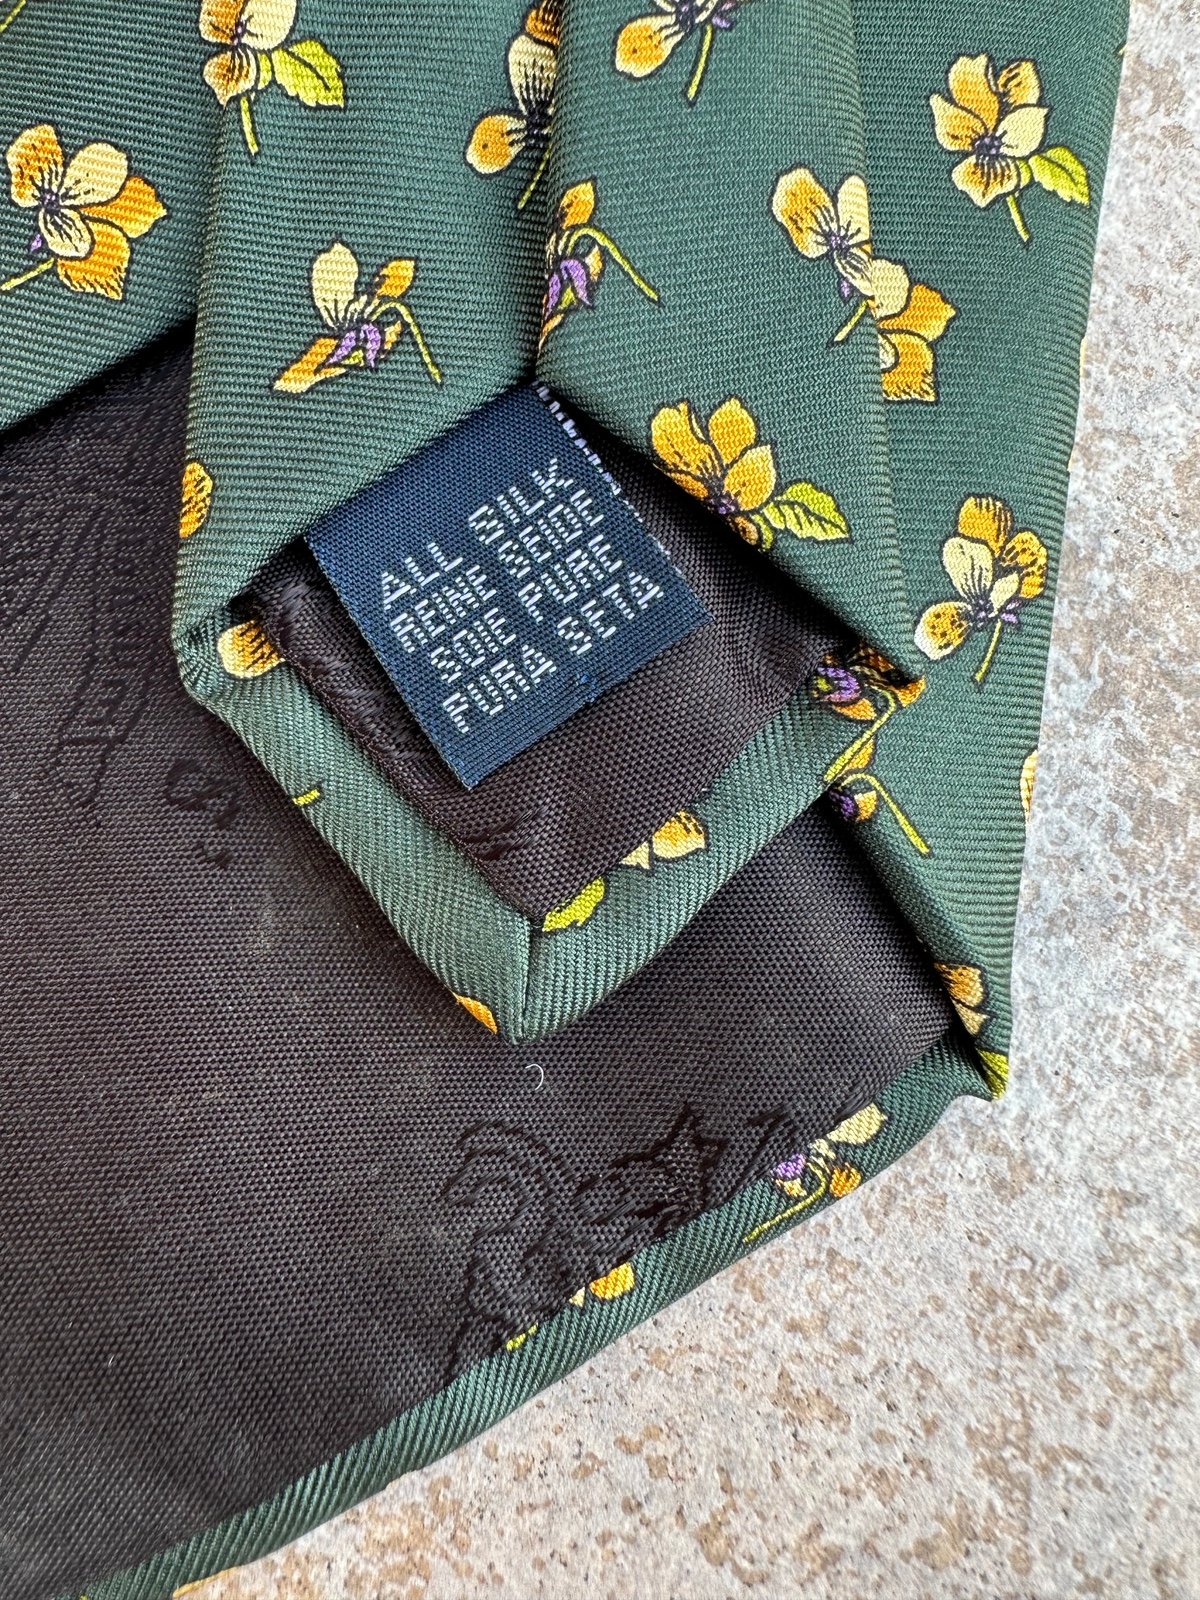 ALL SILK
REINE SEIDE
SOIE PURE
PURA SETA